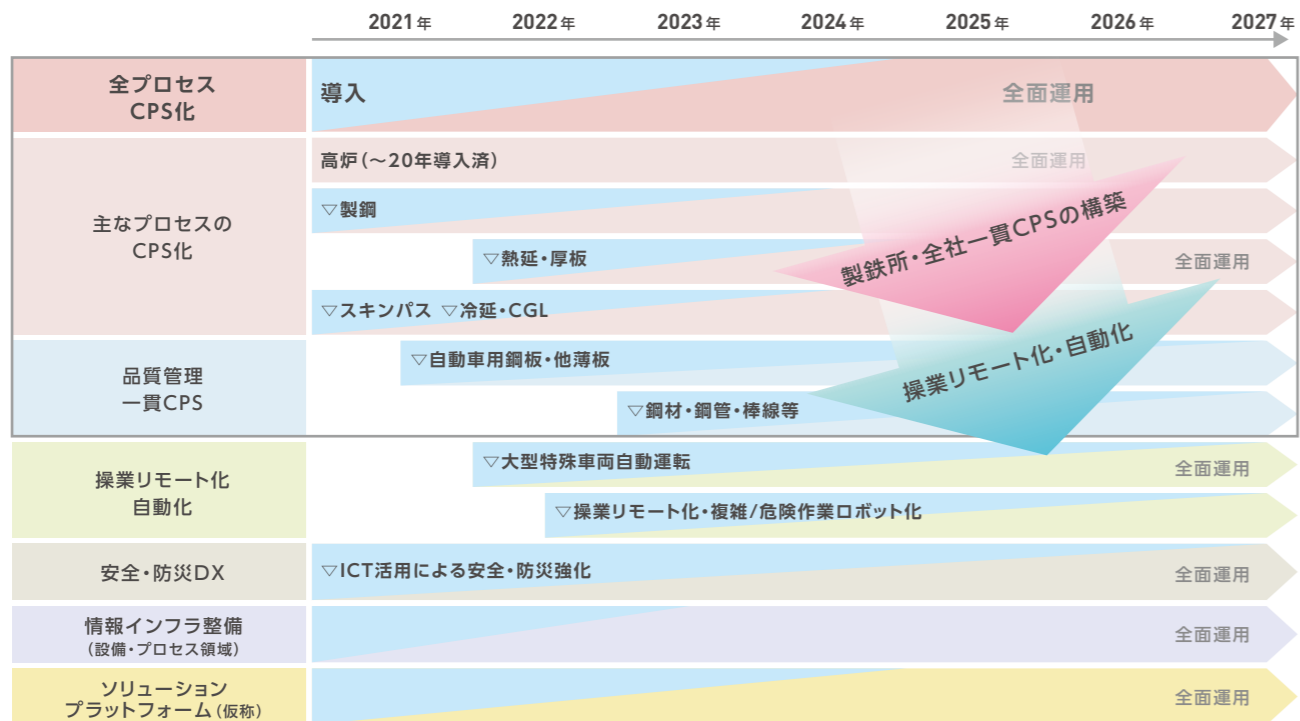 2021年 2022年 2023年 2024年 2025年 2026年 2027年
全プロセス
CPS化
導入
全面運用
主なプロセスの
CPS化
高炉(～20年導入済)
全面運用
▽製鋼
▽熱延・厚板
全面運用
▽スキンパス ▽冷延・CGL
製鉄所・全社一貫CPSの構築
品質管理
一貫CPS
▽自動車用鋼板・他薄板
▽鋼材・鋼管・棒線等
操業リモート化・自動化
操業リモート化
自動化
▽大型特殊車両自動運転
全面運用
▽操業リモート化・複雑/危険作業ロボット化
安全・防災DX
▽ICT活用による安全・防災強化
全面運用
情報インフラ整備
(設備・プロセス領域)
全面運用
ソリューション
プラットフォーム(仮称)
全面運用